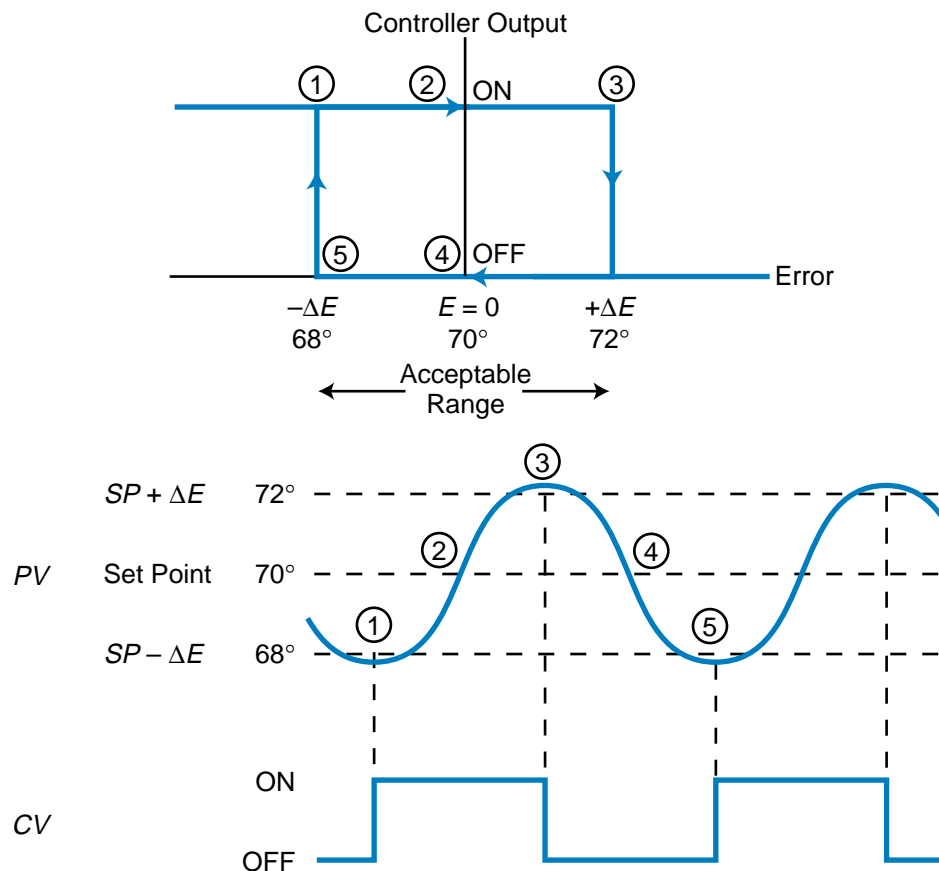 Controller Output
1 2 ON 3
5 4 OFF Error
–ΔE E = 0 +ΔE
68° 70° 72°
Acceptable
Range
3
SP + ΔE 72°
2 4
PV Set Point 70°
1 5
SP – ΔE 68°
ON
CV
OFF